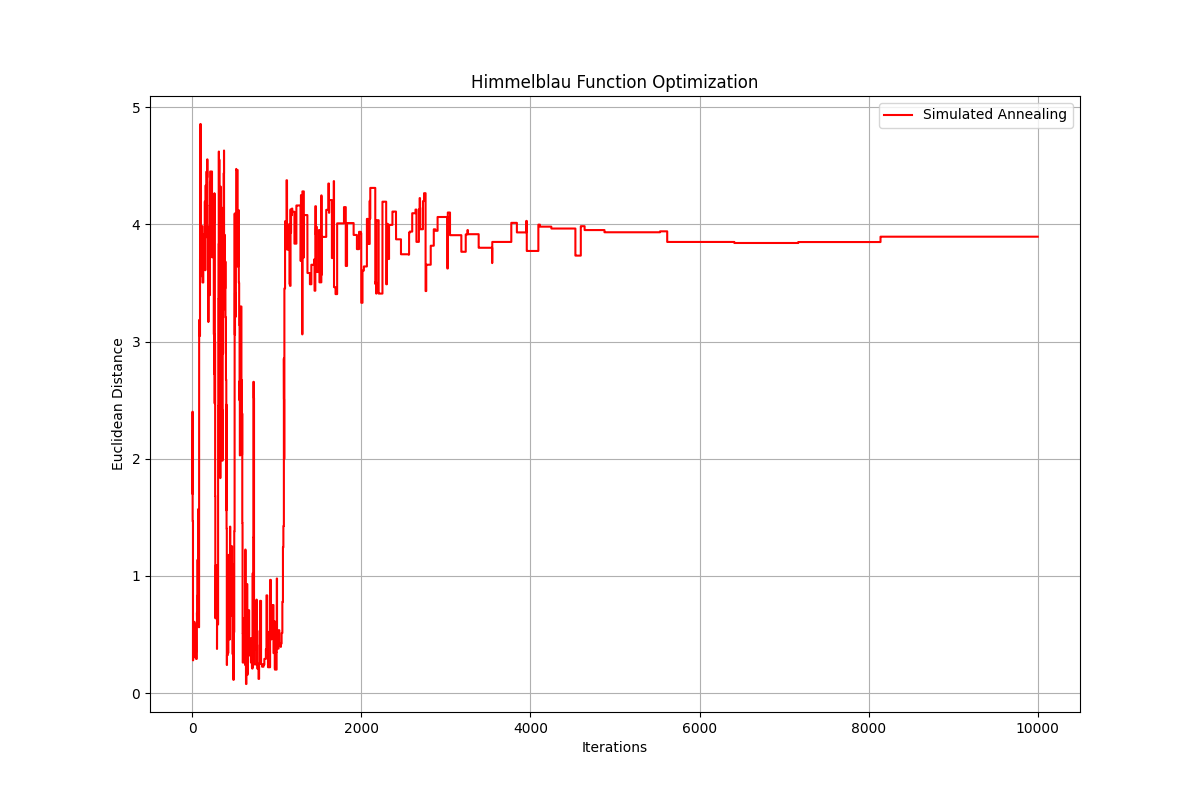 Himmelblau Function Optimization
Simulated Annealing
Euclidean Distance
5
4
3
2
1
0
0 2000 4000 6000 8000 10000
Iterations